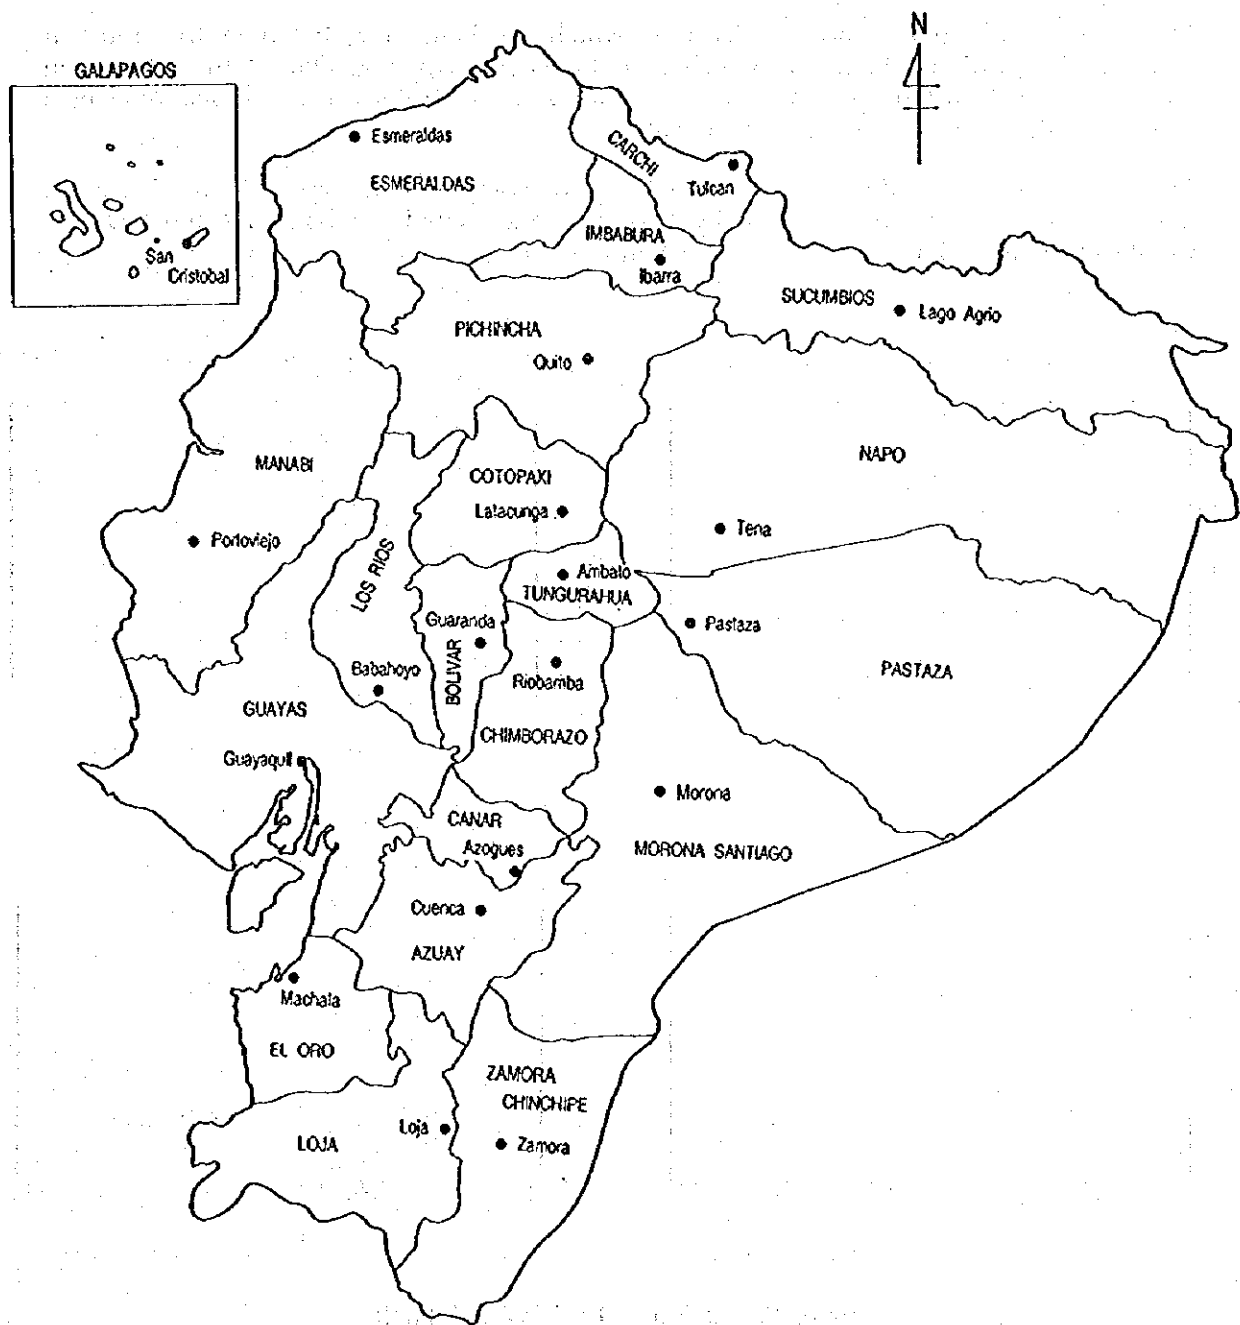 N
GALAPAGOS
San
Cristobal
Esmeraldas
ESMERALDAS
CARCHI
Tulcan
IMBABURA
Ibarra
SUCUMBIOS
Lago Agrio
PICHINCHA
Quito
MANABI
Portoviejo
COTOPAXI
Latacunga
NAPO
Tena
LOS RIOS
Babahoyo
Ambato
TUNGURAHUA
Guaranda
BOLIVAR
Pastaza
PASTAZA
Riobamba
CHIMBORAZO
GUAYAS
Guayaquil
Morona
MORONA SANTIAGO
CANAR
Azogues
Cuenca
AZUAY
Machala
EL ORO
ZAMORA
CHINCHIPE
Zamora
Loja
LOJA